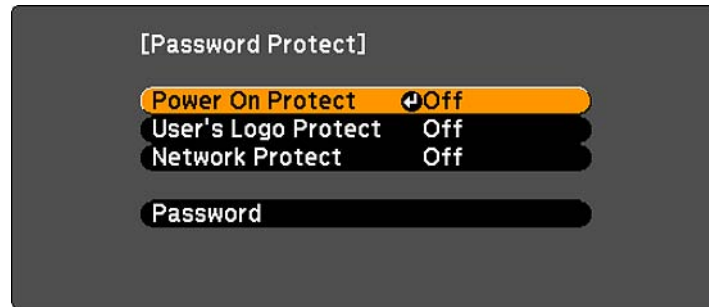 [Password Protect]
Power On Protect Off
User's Logo Protect Off
Network Protect Off
Password